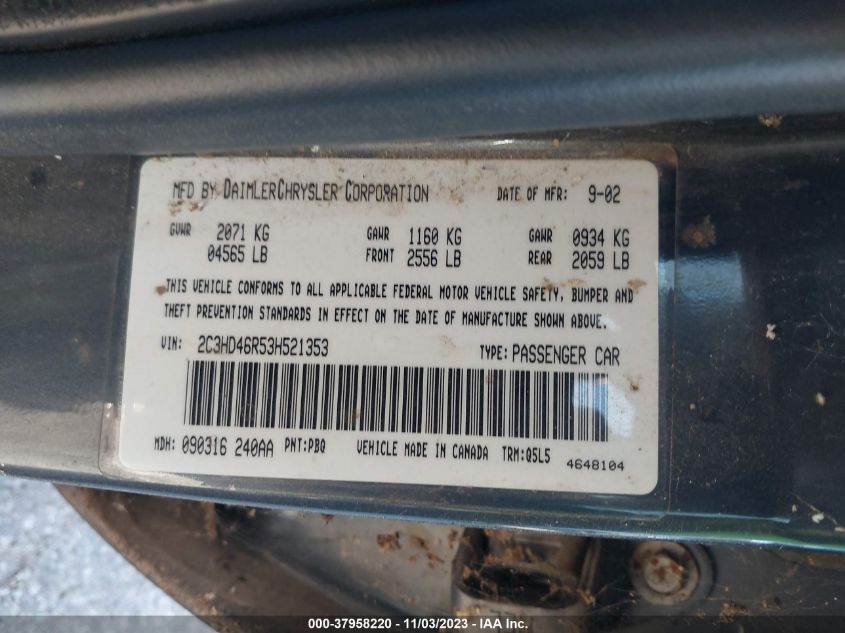 MFD BY DAIMLERCHRYSLER CORPORATION DATE OF MFR: 9-02
GVWR 2071 KG GAWR 1160 KG GAWR 0934 KG
04565 LB FRONT 2556 LB REAR 2059 LB
THIS VEHICLE CONFORMS TO ALL APPLICABLE FEDERAL MOTOR VEHICLE SAFETY, BUMPER AND
THEFT PREVENTION STANDARDS IN EFFECT ON THE DATE OF MANUFACTURE SHOWN ABOVE.
VIN: 2C3HD46R53H521353 TYPE: PASSENGER CAR
MDH: 090316 240AA PNT:PBQ VEHICLE MADE IN CANADA TRM:Q5L5
4648104
000-37958220 - 11/03/2023 - IAA Inc.